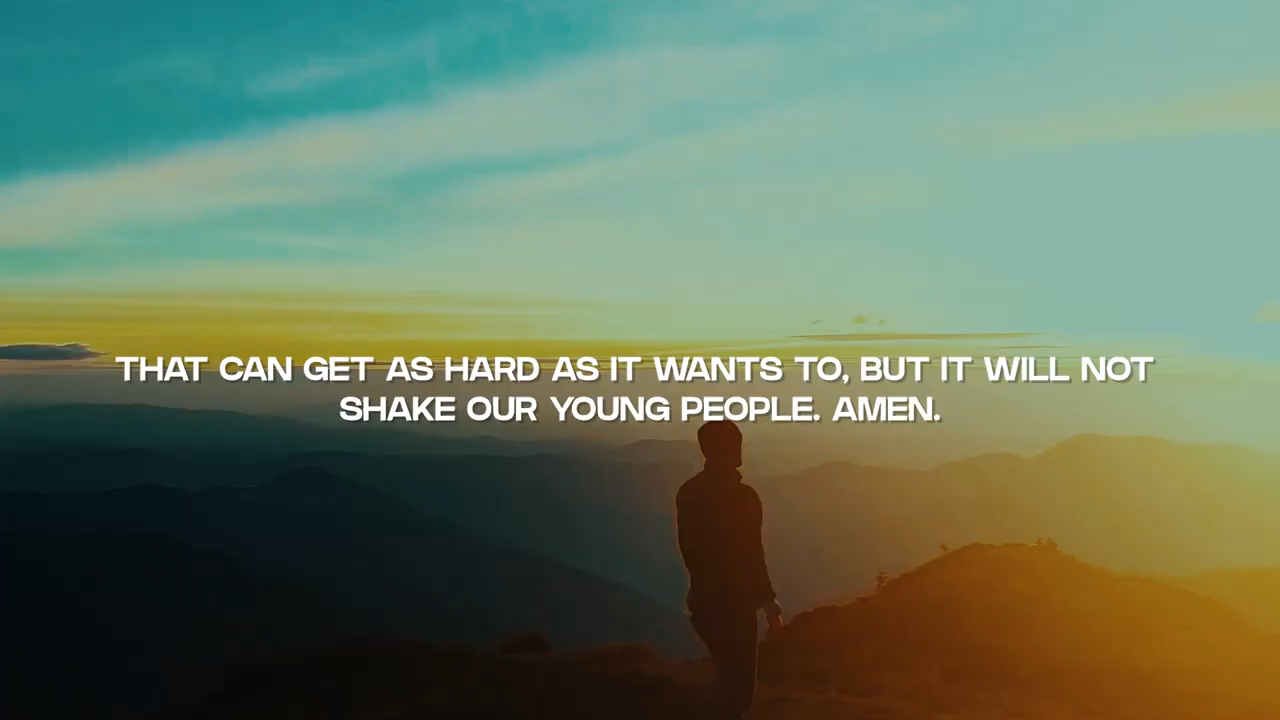 THAT CAN GET AS HARD AS IT WANTS TO, BUT IT WILL NOT
SHAKE OUR YOUNG PEOPLE. AMEN.